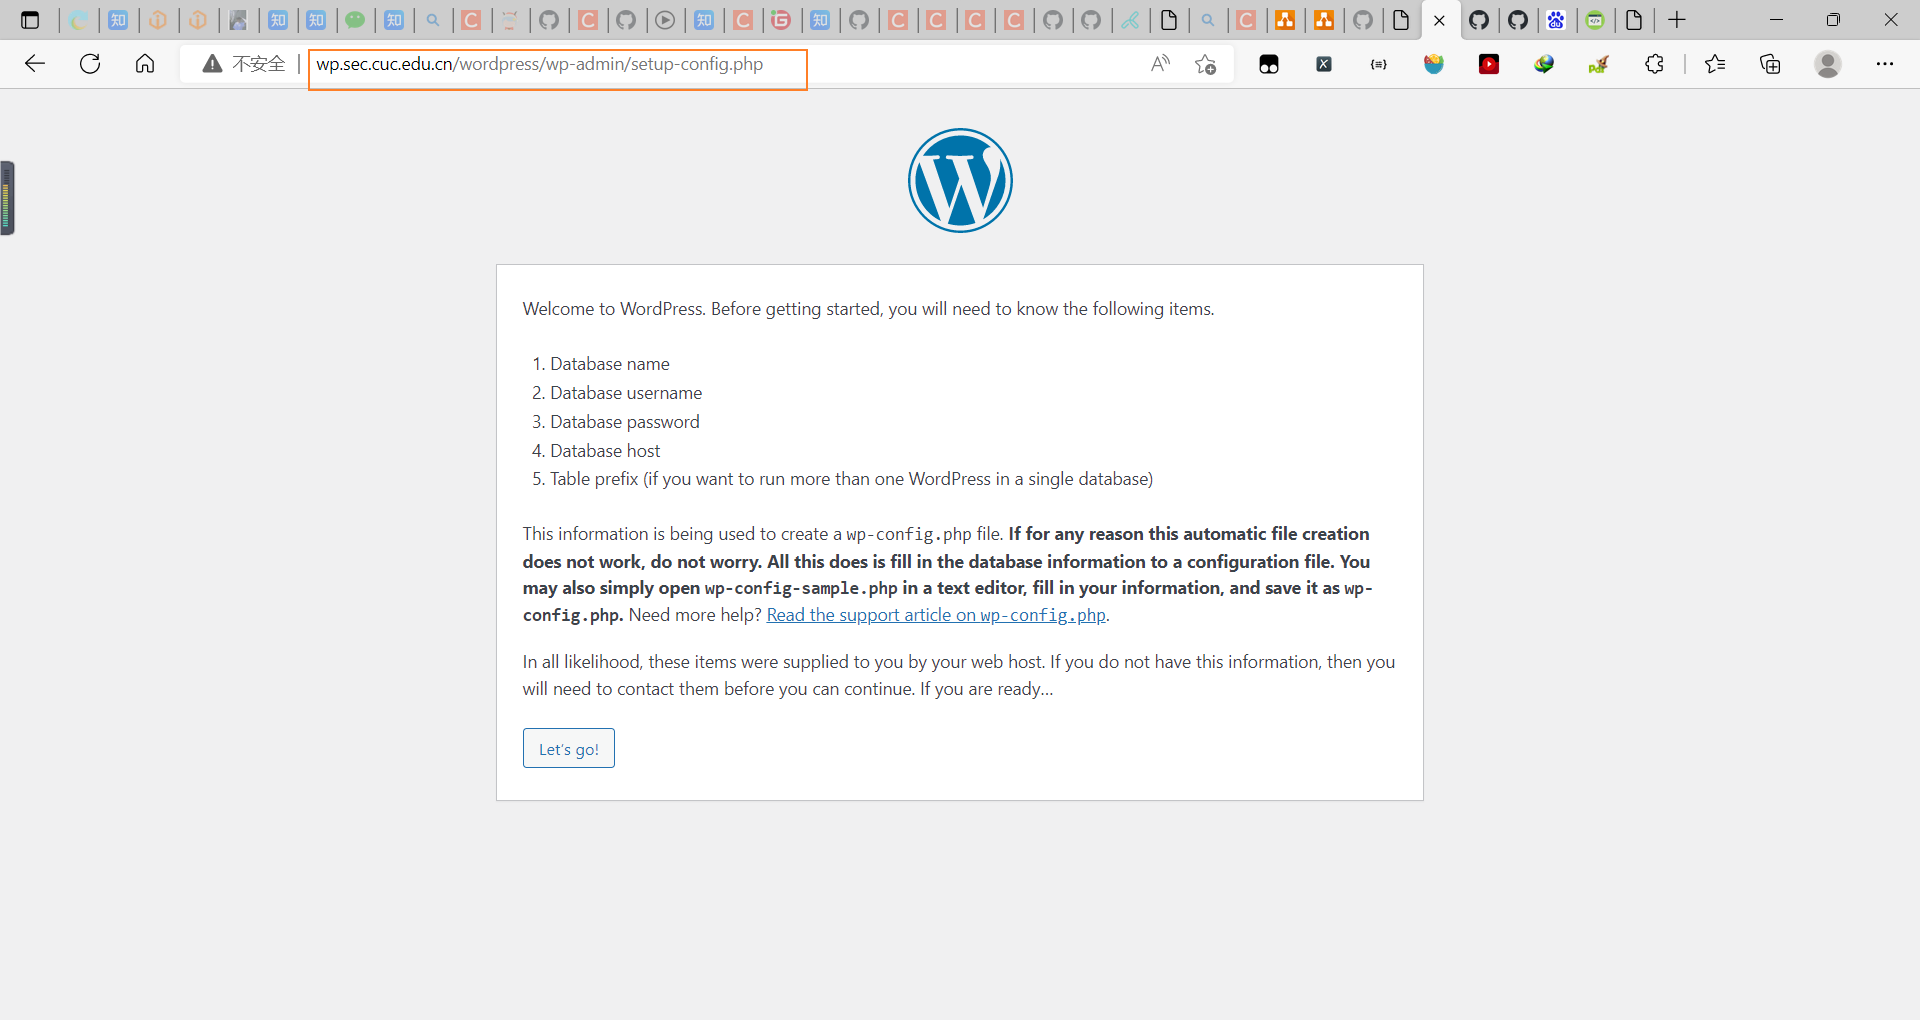 不安全 wp.sec.cuc.edu.cn/wordpress/wp-admin/setup-config.php
Welcome to WordPress. Before getting started, you will need to know the following items.
1. Database name
2. Database username
3. Database password
4. Database host
5. Table prefix (if you want to run more than one WordPress in a single database)
This information is being used to create a wp-config.php file. If for any reason this automatic file creation
does not work, do not worry. All this does is fill in the database information to a configuration file. You
may also simply open wp-config-sample.php in a text editor, fill in your information, and save it as wp-
config.php. Need more help? Read the support article on wp-config.php.
In all likelihood, these items were supplied to you by your web host. If you do not have this information, then you
will need to contact them before you can continue. If you are ready…
Let's go!